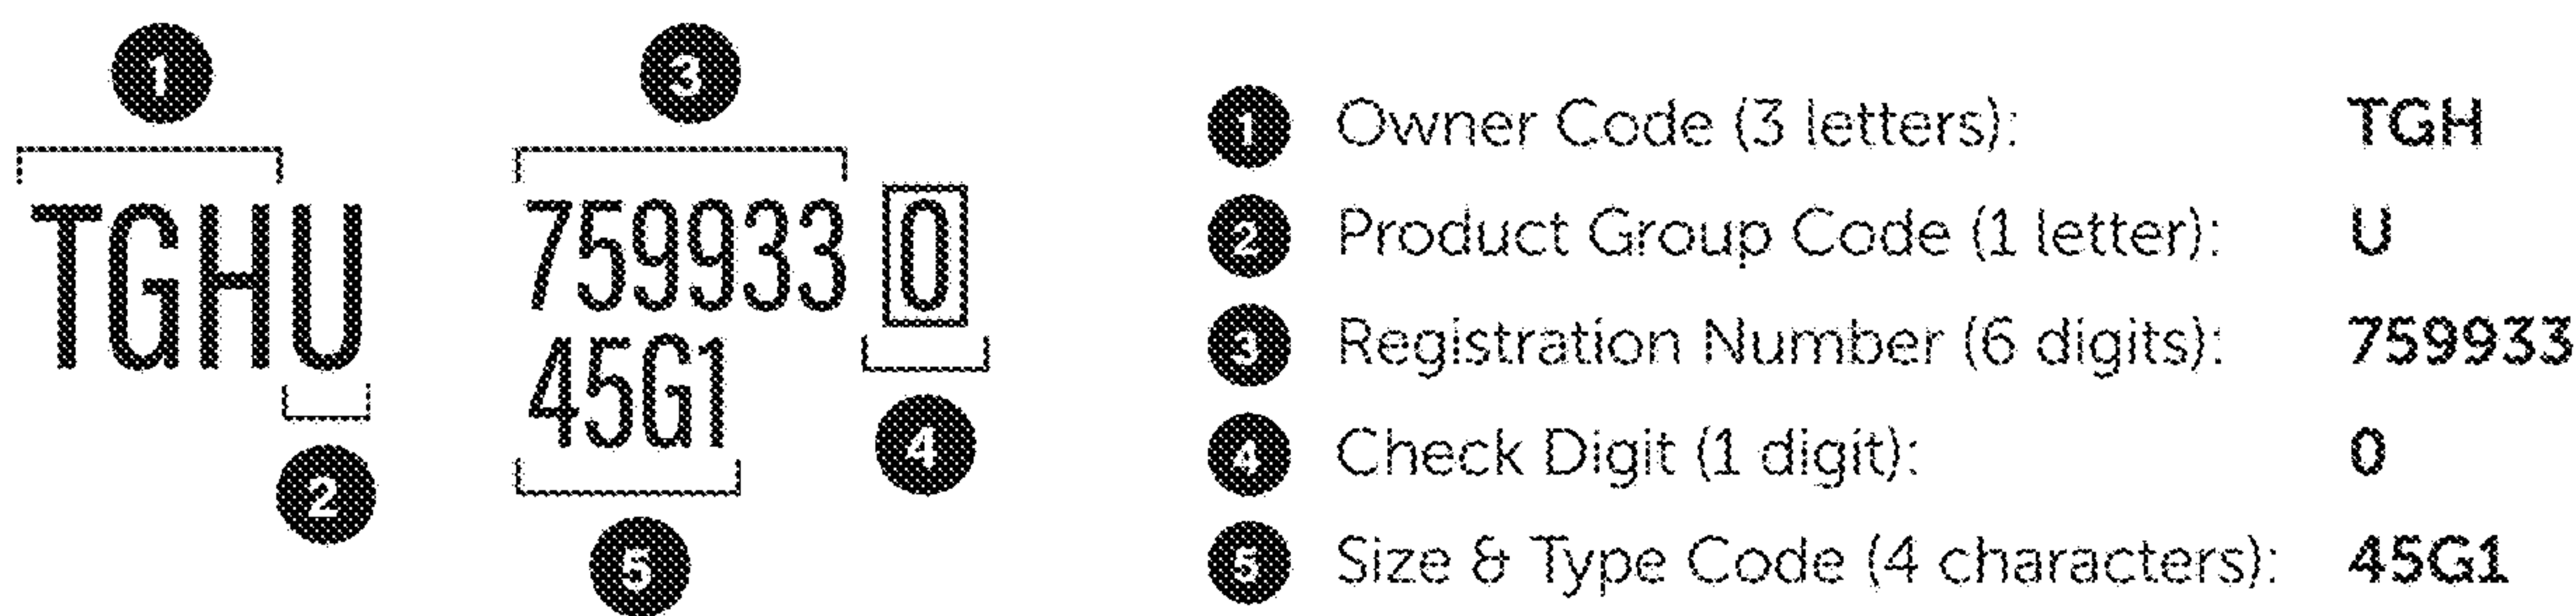 1
3
TGHU 759933 0
45G1
2
4
5
1 Owner Code (3 letters): TGH
2 Product Group Code (1 letter): U
3 Registration Number (6 digits): 759933
4 Check Digit (1 digit): 0
5 Size & Type Code (4 characters): 45G1